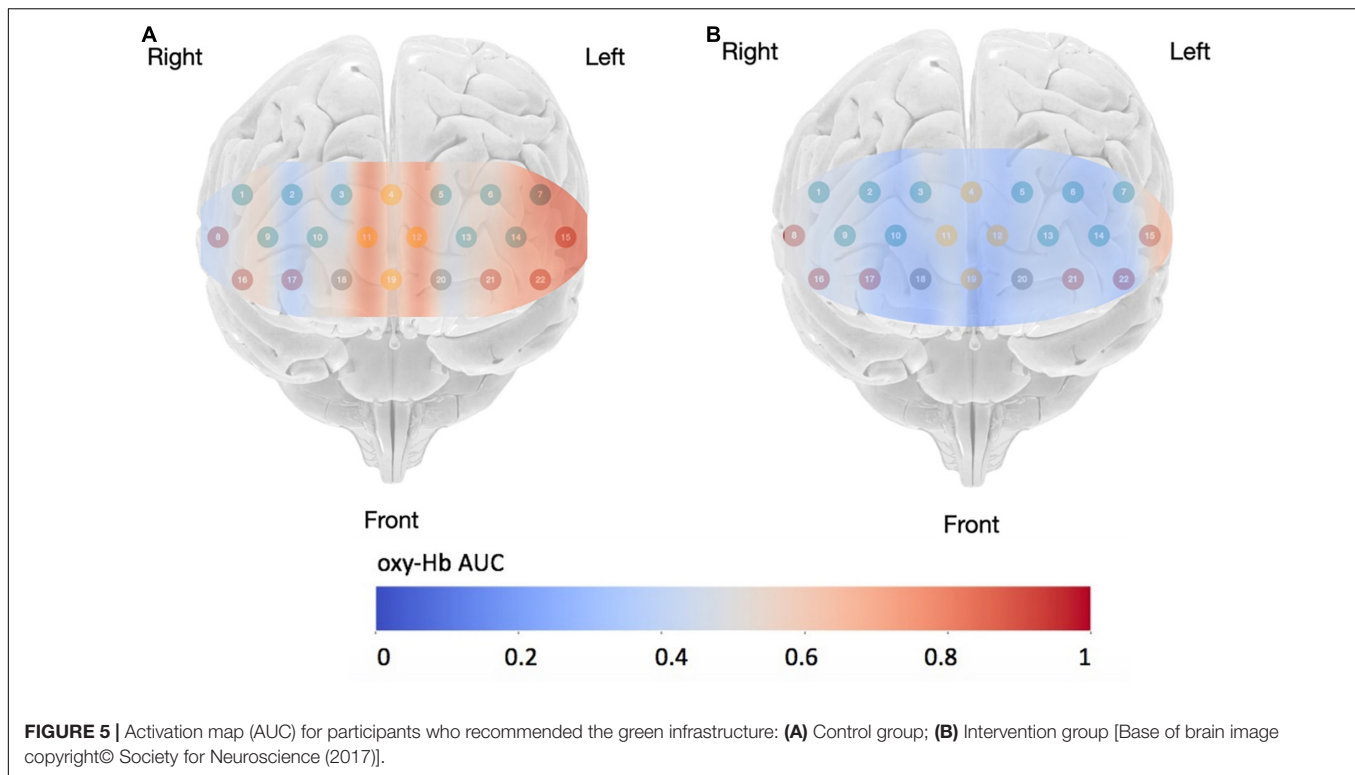 A
Right
Left
B
Right
Left
1 2 3 4 5 6 7
8 9 10 11 12 13 14 15
16 17 18 19 20 21 22
1 2 3 4 5 6 7
8 9 10 11 12 13 14 15
16 17 18 19 20 21 22
Front
Front
oxy-Hb AUC
0 0.2 0.4 0.6 0.8 1
FIGURE 5 | Activation map (AUC) for participants who recommended the green infrastructure: (A) Control group; (B) Intervention group [Base of brain image
copyright© Society for Neuroscience (2017)].